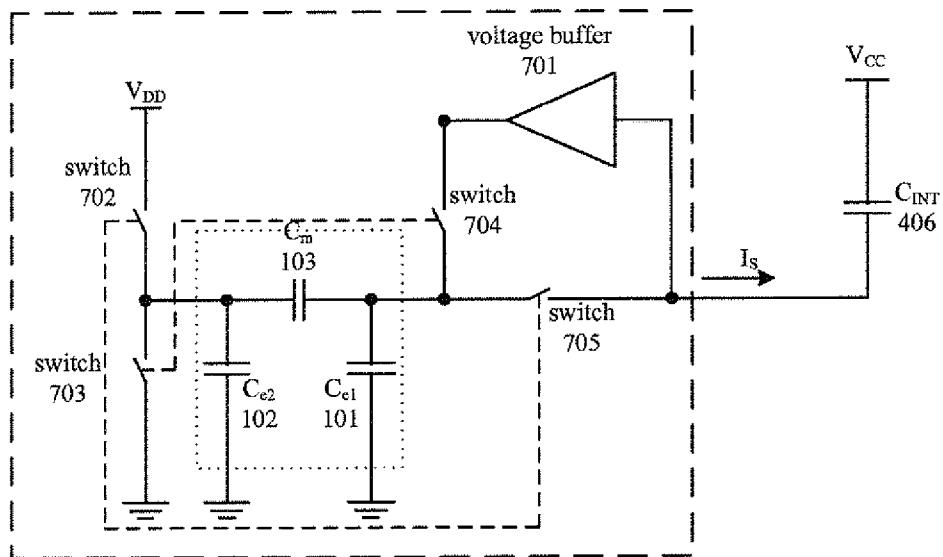 voltage buffer
701
V_DD
V_CC
switch
702
switch
704
C_m
103
C_INT
406
I_S
switch
703
switch
705
C_e2
102
C_e1
101